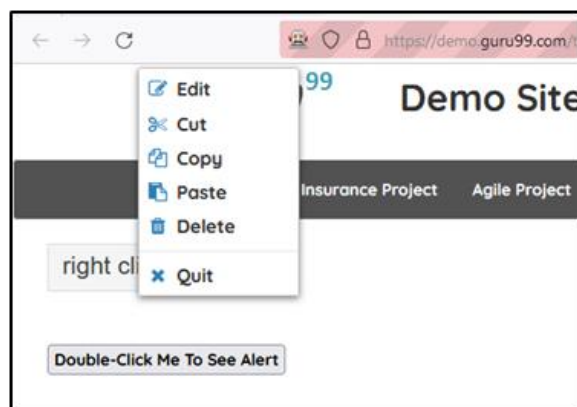 https://demo.guru99.com/t
99
Demo Site
Edit
Cut
Copy
Paste
Delete
Quit
Insurance Project Agile Project
right cli
Double-Click Me To See Alert